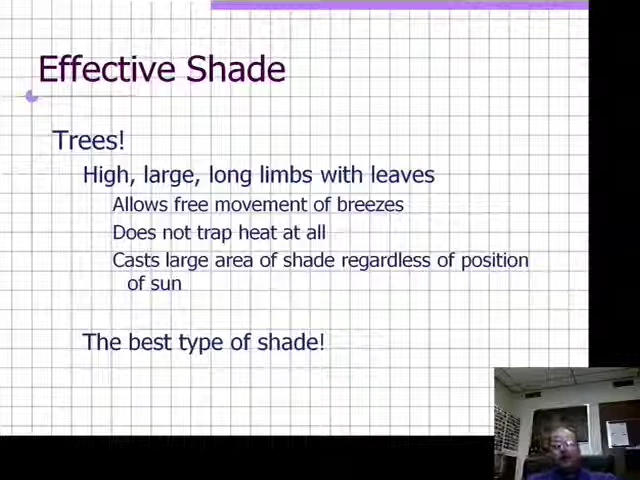 Effective Shade
Trees!
High, large, long limbs with leaves
Allows free movement of breezes
Does not trap heat at all
Casts large area of shade regardless of position
of sun
The best type of shade!